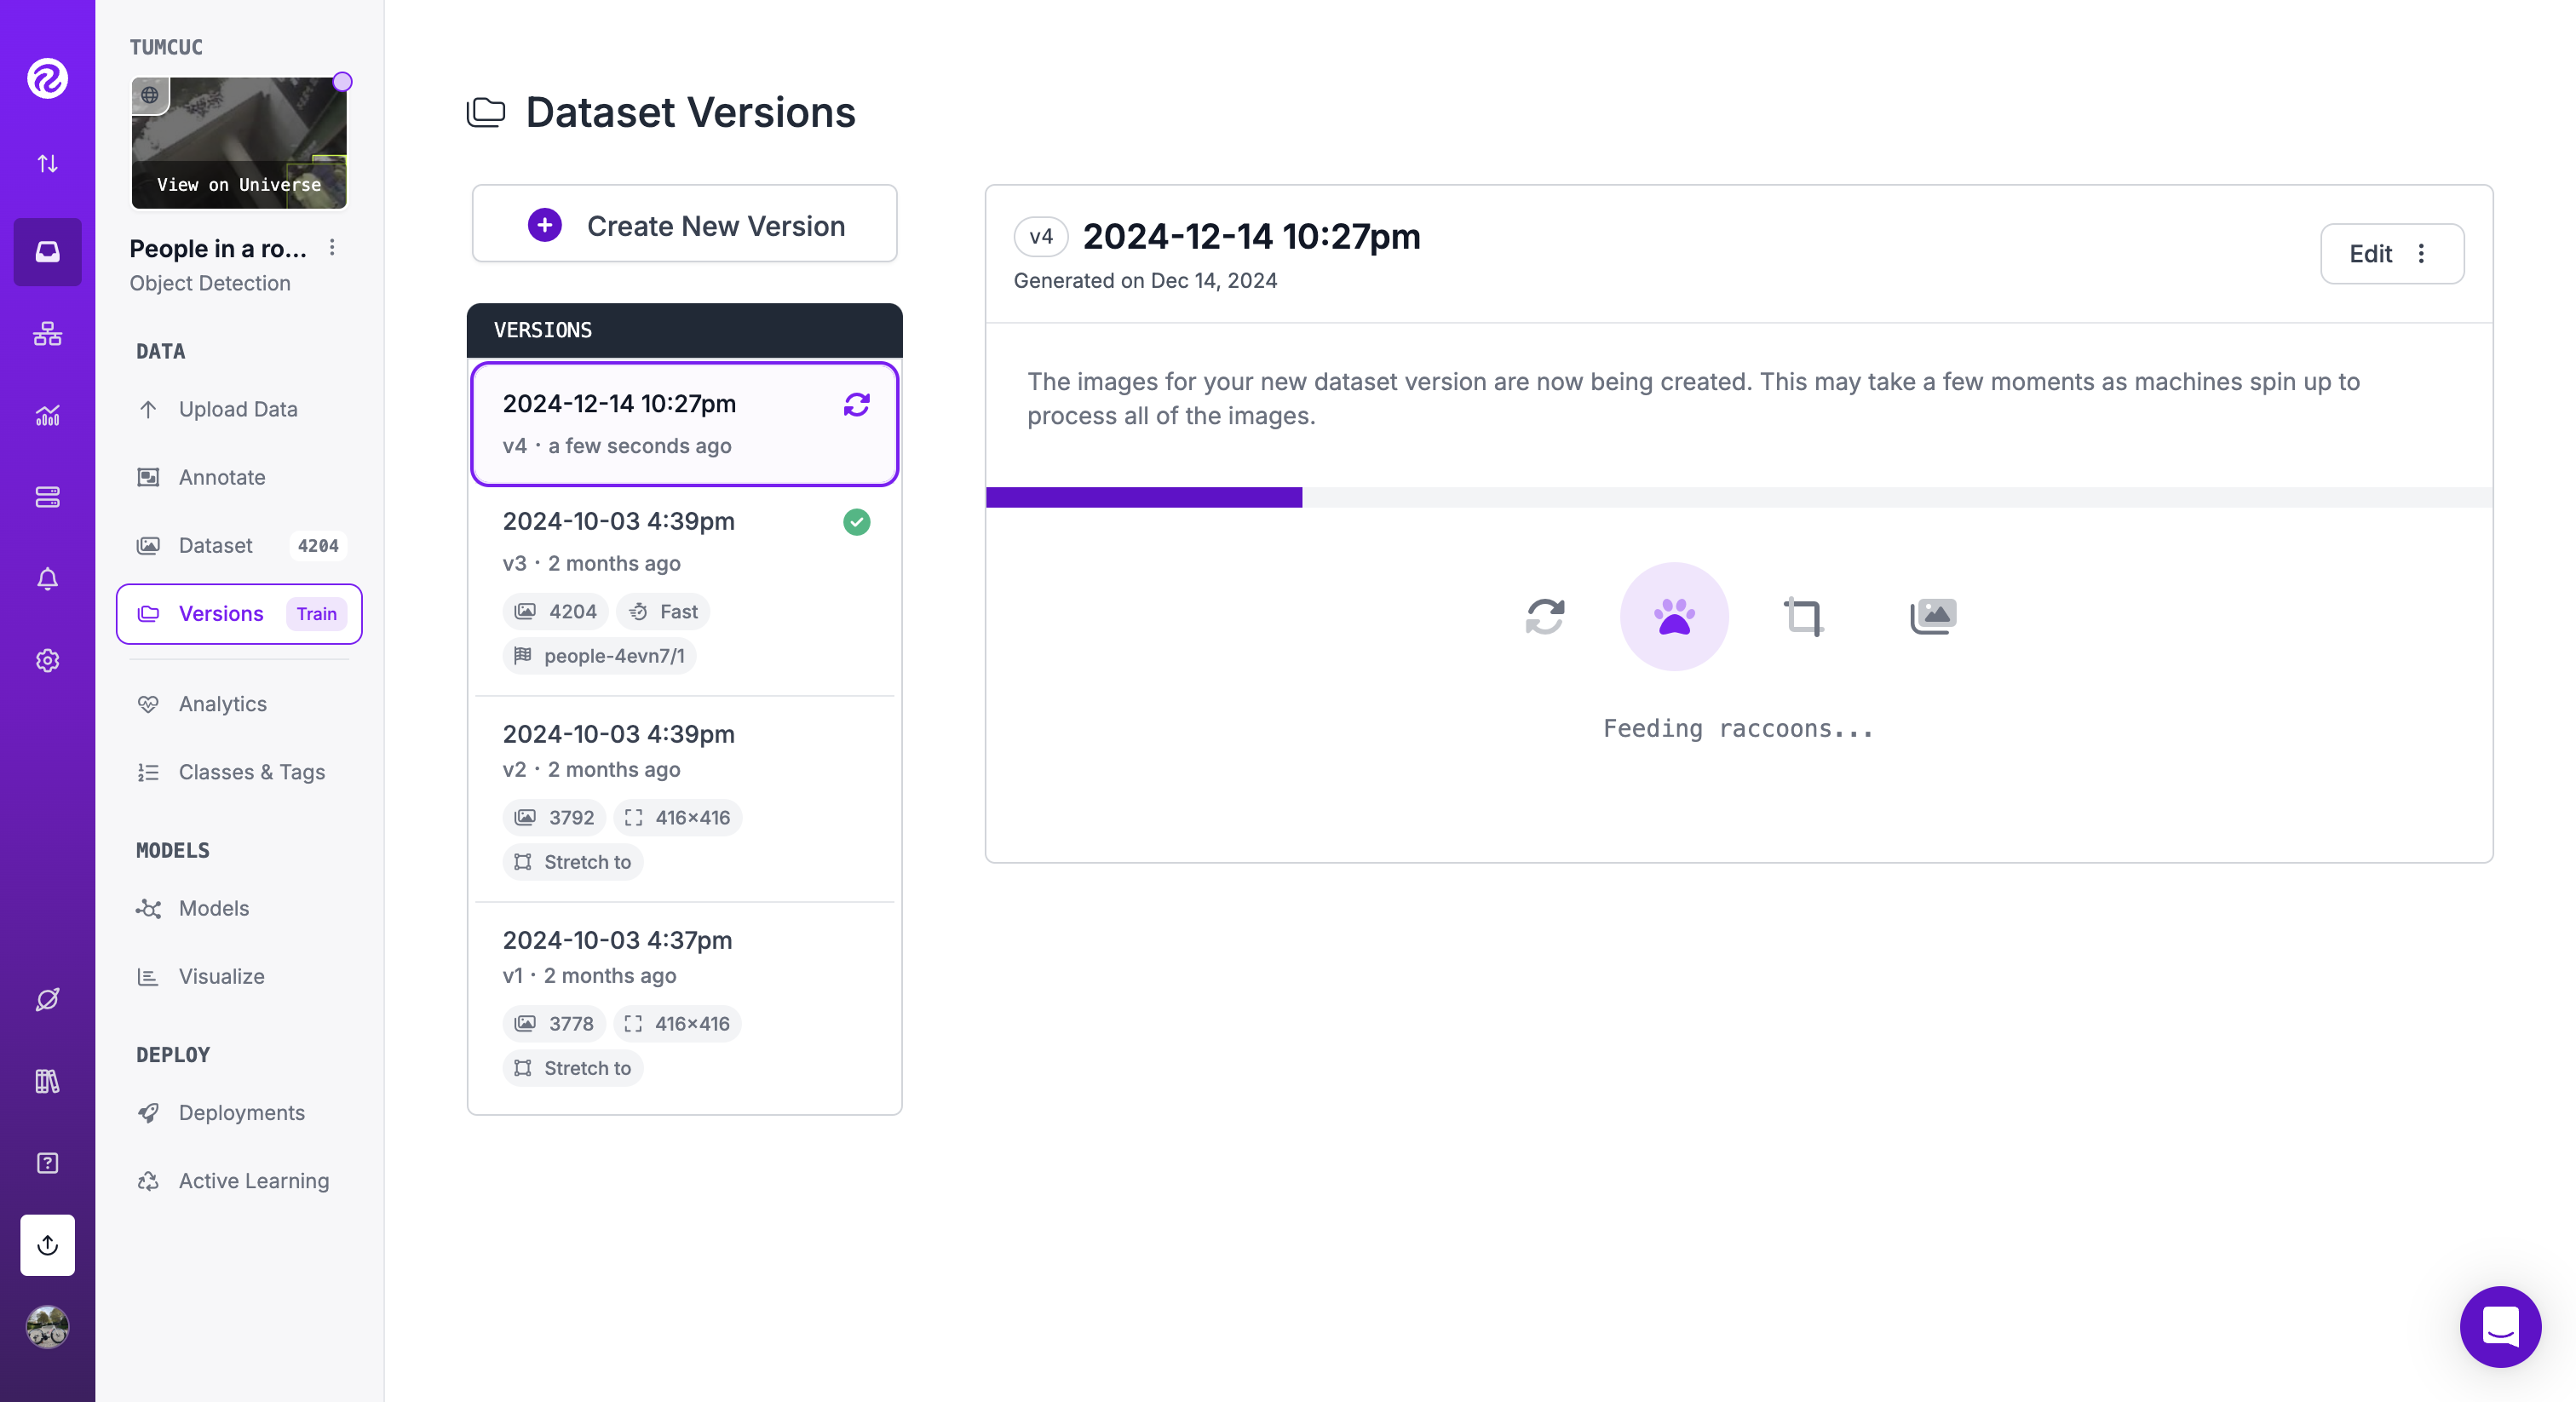 TUMCUC
View on Universe
People in a ro...
Object Detection
DATA
Upload Data
Annotate
Dataset 4204
Versions Train
Analytics
Classes & Tags
MODELS
Models
Visualize
DEPLOY
Deployments
Active Learning
Dataset Versions
Create New Version
VERSIONS
2024-12-14 10:27pm
v4 · a few seconds ago
2024-10-03 4:39pm
v3 · 2 months ago
4204 Fast
people-4evn7/1
2024-10-03 4:39pm
v2 · 2 months ago
3792 416×416
Stretch to
2024-10-03 4:37pm
v1 · 2 months ago
3778 416×416
Stretch to
v4 2024-12-14 10:27pm
Generated on Dec 14, 2024
Edit
The images for your new dataset version are now being created. This may take a few moments as machines spin up to
process all of the images.
Feeding raccoons...